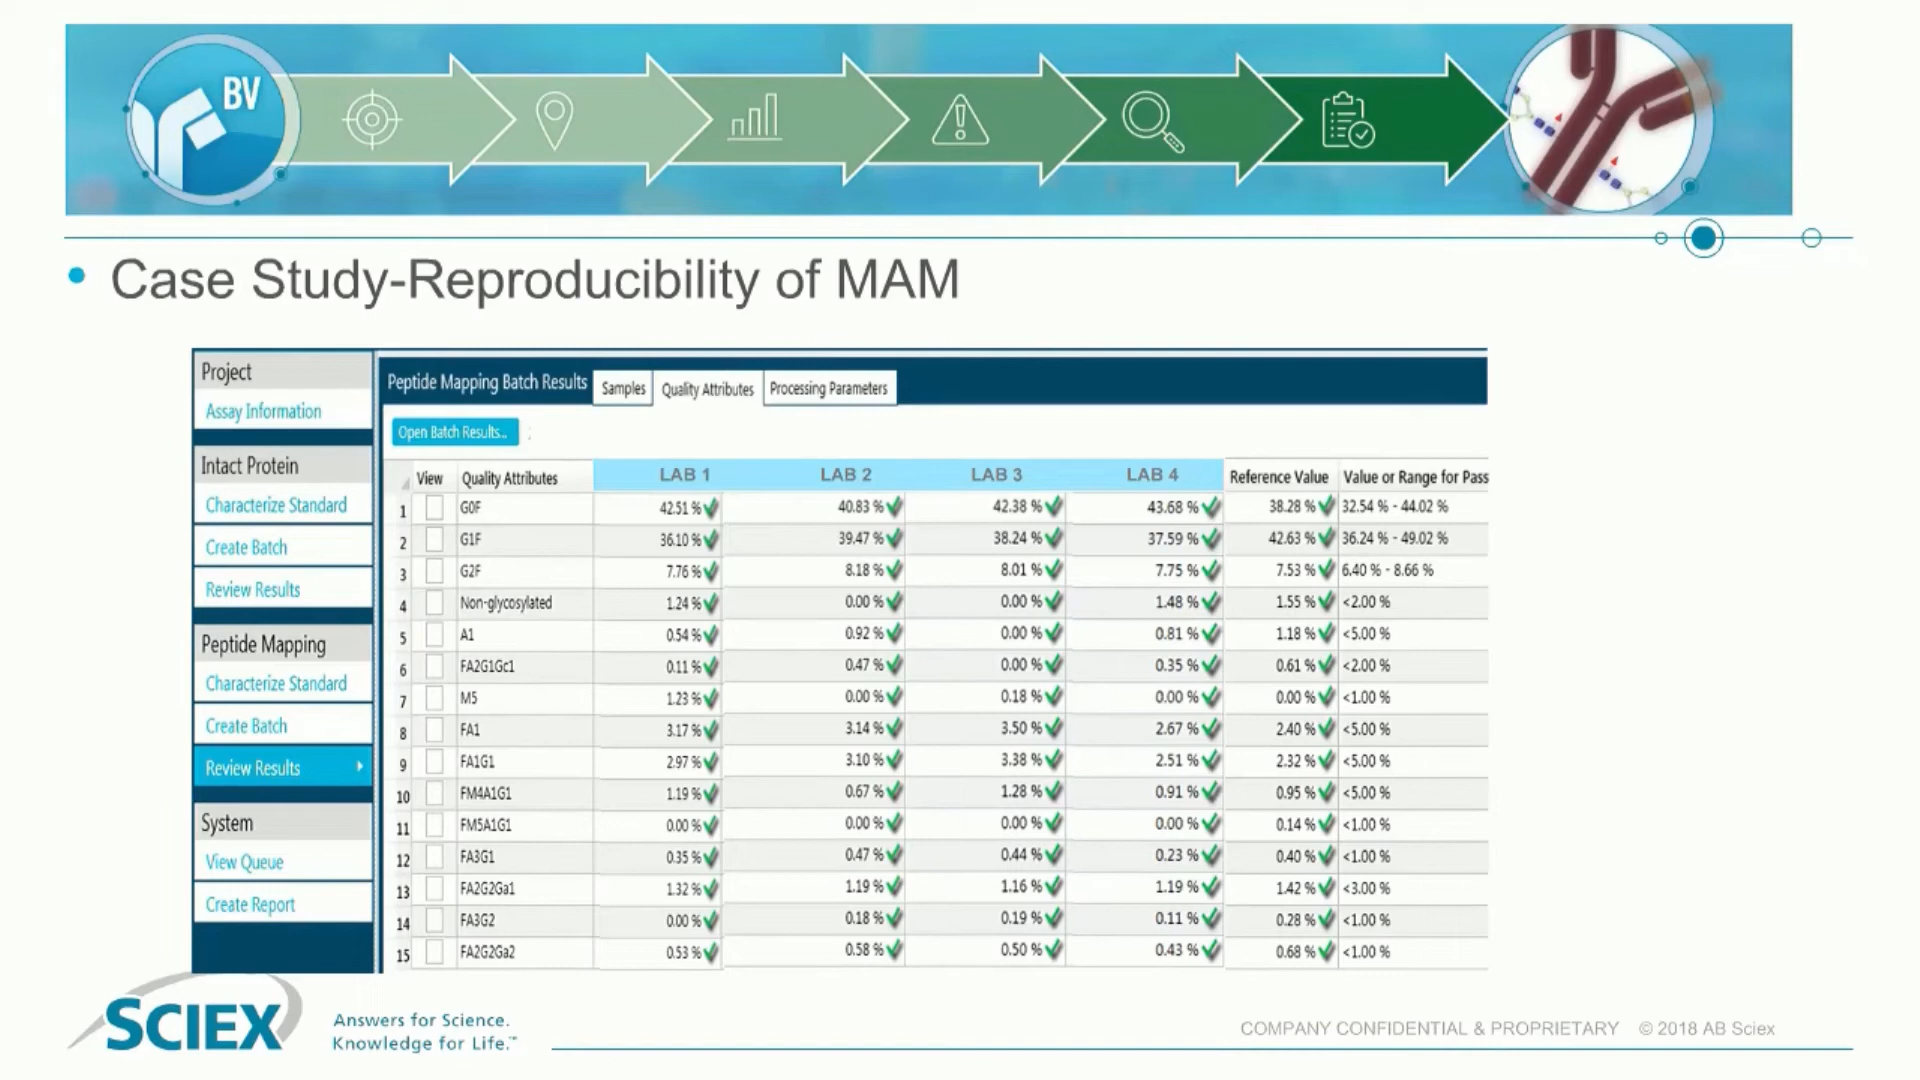 BV
• Case Study-Reproducibility of MAM
Project
Assay Information
Intact Protein
Characterize Standard
Create Batch
Review Results
Peptide Mapping
Characterize Standard
Create Batch
Review Results
System
View Queue
Create Report
Peptide Mapping Batch Results Samples Quality Attributes Processing Parameters
Open Batch Results...
View Quality Attributes LAB 1 LAB 2 LAB 3 LAB 4 Reference Value Value or Range for Pass
1 G0F 42.51 % 40.83 % 42.38 % 43.68 % 38.28 % 32.54 % - 44.02 %
2 G1F 36.10 % 39.47 % 38.24 % 37.59 % 42.63 % 36.24 % - 49.02 %
3 G2F 7.76 % 8.18 % 8.01 % 7.75 % 7.53 % 6.40 % - 8.66 %
4 Non-glycosylated 1.24 % 0.00 % 0.00 % 1.48 % 1.55 % <2.00 %
5 A1 0.54 % 0.92 % 0.00 % 0.81 % 1.18 % <5.00 %
6 FA2G1Gc1 0.11 % 0.47 % 0.00 % 0.35 % 0.61 % <2.00 %
7 M5 1.23 % 0.00 % 0.18 % 0.00 % 0.00 % <1.00 %
8 FA1 3.17 % 3.14 % 3.50 % 2.67 % 2.40 % <5.00 %
9 FA1G1 2.97 % 3.10 % 3.38 % 2.51 % 2.32 % <5.00 %
10 FM4A1G1 1.19 % 0.67 % 1.28 % 0.91 % 0.95 % <5.00 %
11 FM5A1G1 0.00 % 0.00 % 0.00 % 0.00 % 0.14 % <1.00 %
12 FA3G1 0.35 % 0.47 % 0.44 % 0.23 % 0.40 % <1.00 %
13 FA2G2Ga1 1.32 % 1.19 % 1.16 % 1.19 % 1.42 % <3.00 %
14 FA3G2 0.00 % 0.18 % 0.19 % 0.11 % 0.28 % <1.00 %
15 FA2G2Ga2 0.53 % 0.58 % 0.50 % 0.43 % 0.68 % <1.00 %
SCIEX
Answers for Science.
Knowledge for Life.™
COMPANY CONFIDENTIAL & PROPRIETARY © 2018 AB Sciex